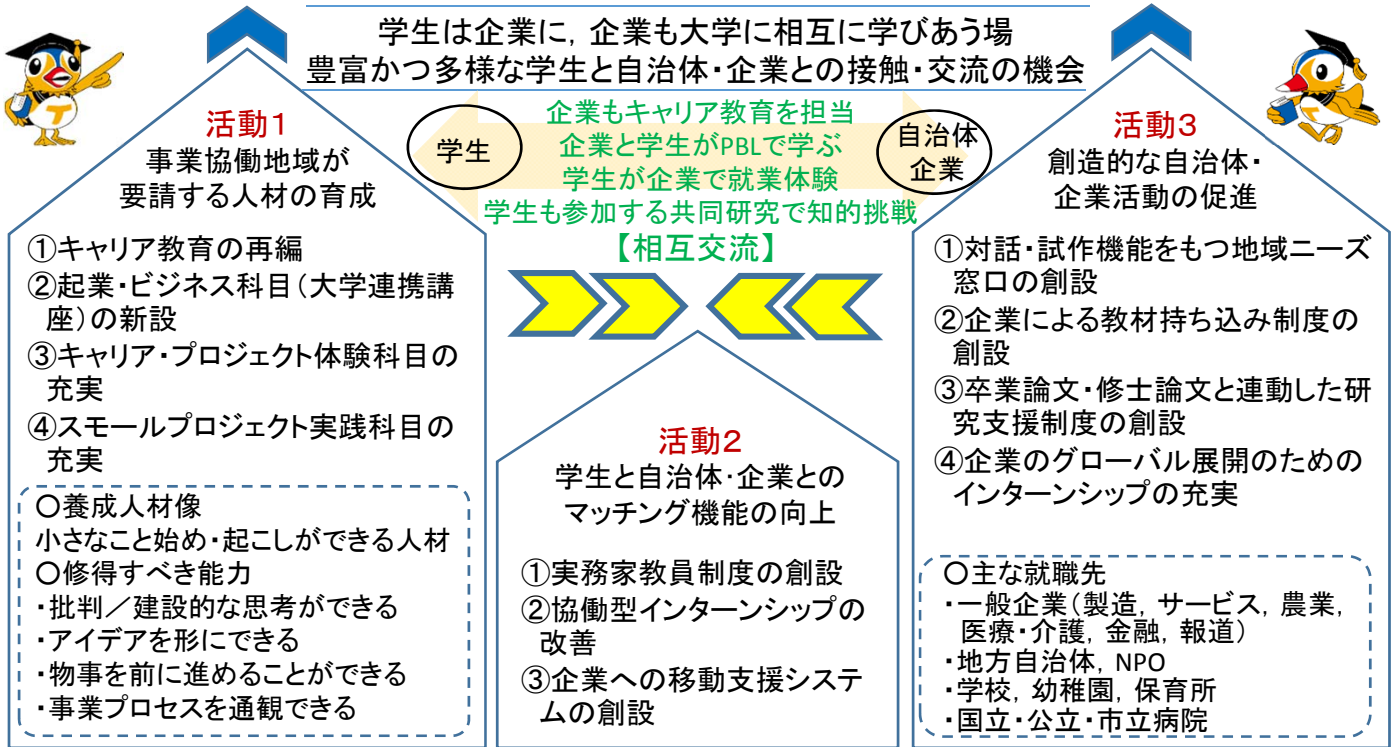 学生は企業に，企業も大学に相互に学びあう場
豊富かつ多様な学生と自治体・企業との接触・交流の機会
T
活動１
事業協働地域が
要請する人材の育成
①キャリア教育の再編
②起業・ビジネス科目（大学連携講
座）の新設
③キャリア・プロジェクト体験科目の
充実
④スモールプロジェクト実践科目の
充実
○養成人材像
小さなこと始め・起こしができる人材
○修得すべき能力
・批判／建設的な思考ができる
・アイデアを形にできる
・物事を前に進めることができる
・事業プロセスを通観できる
学生
企業もキャリア教育を担当
企業と学生がPBLで学ぶ
学生が企業で就業体験
学生も参加する共同研究で知的挑戦
【相互交流】
自治体
企業
活動２
学生と自治体・企業との
マッチング機能の向上
①実務家教員制度の創設
②協働型インターンシップの
改善
③企業への移動支援システ
ムの創設
活動３
創造的な自治体・
企業活動の促進
①対話・試作機能をもつ地域ニーズ
窓口の創設
②企業による教材持ち込み制度の
創設
③卒業論文・修士論文と連動した研
究支援制度の創設
④企業のグローバル展開のための
インターンシップの充実
○主な就職先
・一般企業（製造，サービス，農業，
医療・介護，金融，報道）
・地方自治体，NPO
・学校，幼稚園，保育所
・国立・公立・市立病院